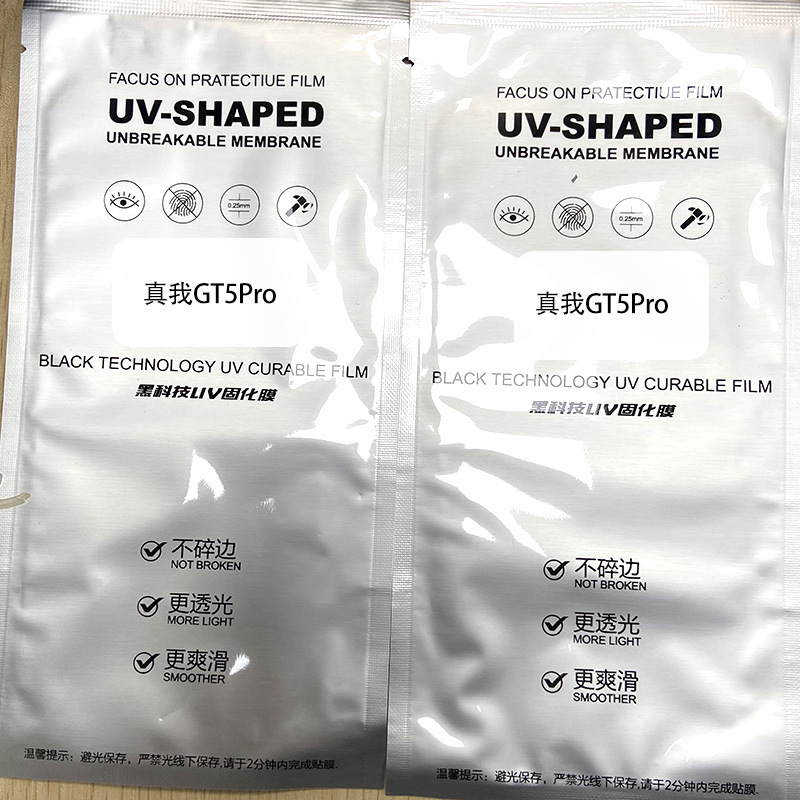 FACUS ON PRATECTIUE FILM
UV-SHAPED
UNBREAKABLE MEMBRANE
0.25mm
真我GT5Pro
BLACK TECHNOLOGY UV CURABLE FILM
黑科技UV固化膜
不碎边
NOT BROKEN
更透光
MORE LIGHT
更爽滑
SMOOTHER
温馨提示：避光保存，严禁光线下保存,请于2分钟内完成贴膜.
FACUS ON PRATECTIUE FILM
UV-SHAPED
UNBREAKABLE MEMBRANE
0.25mm
真我GT5Pro
BLACK TECHNOLOGY UV CURABLE FILM
黑科技UV固化膜
不碎边
NOT BROKEN
更透光
MORE LIGHT
更爽滑
SMOOTHER
温馨提示：避光保存，严禁光线下保存,请于2分钟内完成贴膜.